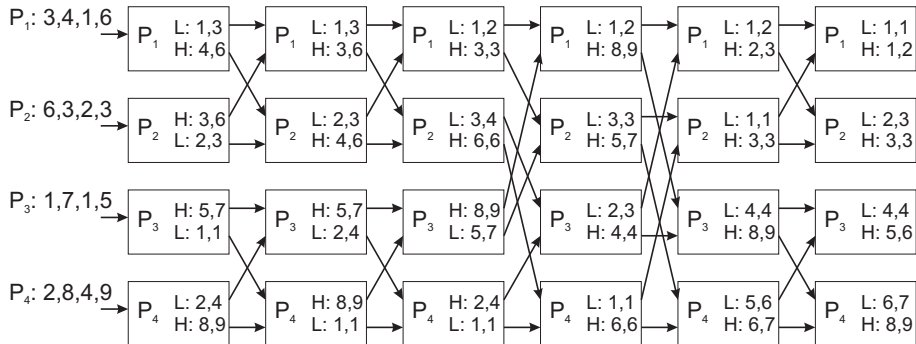 P1: 3,4,1,6
P1 L: 1,3 H: 4,6
P1 L: 1,3 H: 3,6
P1 L: 1,2 H: 3,3
P1 L: 1,2 H: 8,9
P1 L: 1,2 H: 2,3
P1 L: 1,1 H: 1,2
P2: 6,3,2,3
P2 H: 3,6 L: 2,3
P2 L: 2,3 H: 4,6
P2 L: 3,4 H: 6,6
P2 L: 3,3 H: 5,7
P2 L: 1,1 H: 3,3
P2 L: 2,3 H: 3,3
P3: 1,7,1,5
P3 H: 5,7 L: 1,1
P3 H: 5,7 L: 2,4
P3 H: 8,9 L: 5,7
P3 L: 2,3 H: 4,4
P3 L: 4,4 H: 8,9
P3 L: 4,4 H: 5,6
P4: 2,8,4,9
P4 L: 2,4 H: 8,9
P4 H: 8,9 L: 1,1
P4 H: 2,4 L: 1,1
P4 L: 1,1 H: 6,6
P4 L: 5,6 H: 6,7
P4 L: 6,7 H: 8,9